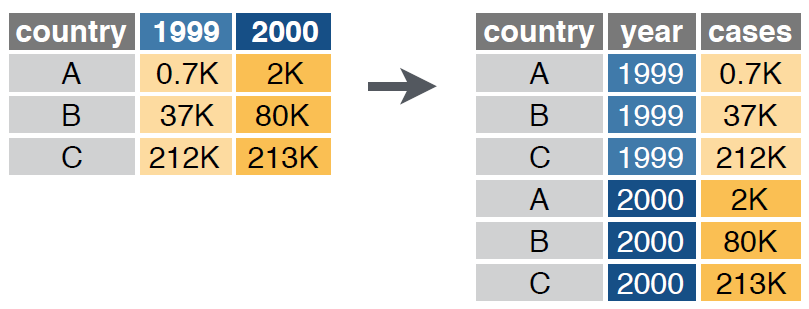 country 1999 2000
A 0.7K 2K
B 37K 80K
C 212K 213K
country year cases
A 1999 0.7K
B 1999 37K
C 1999 212K
A 2000 2K
B 2000 80K
C 2000 213K